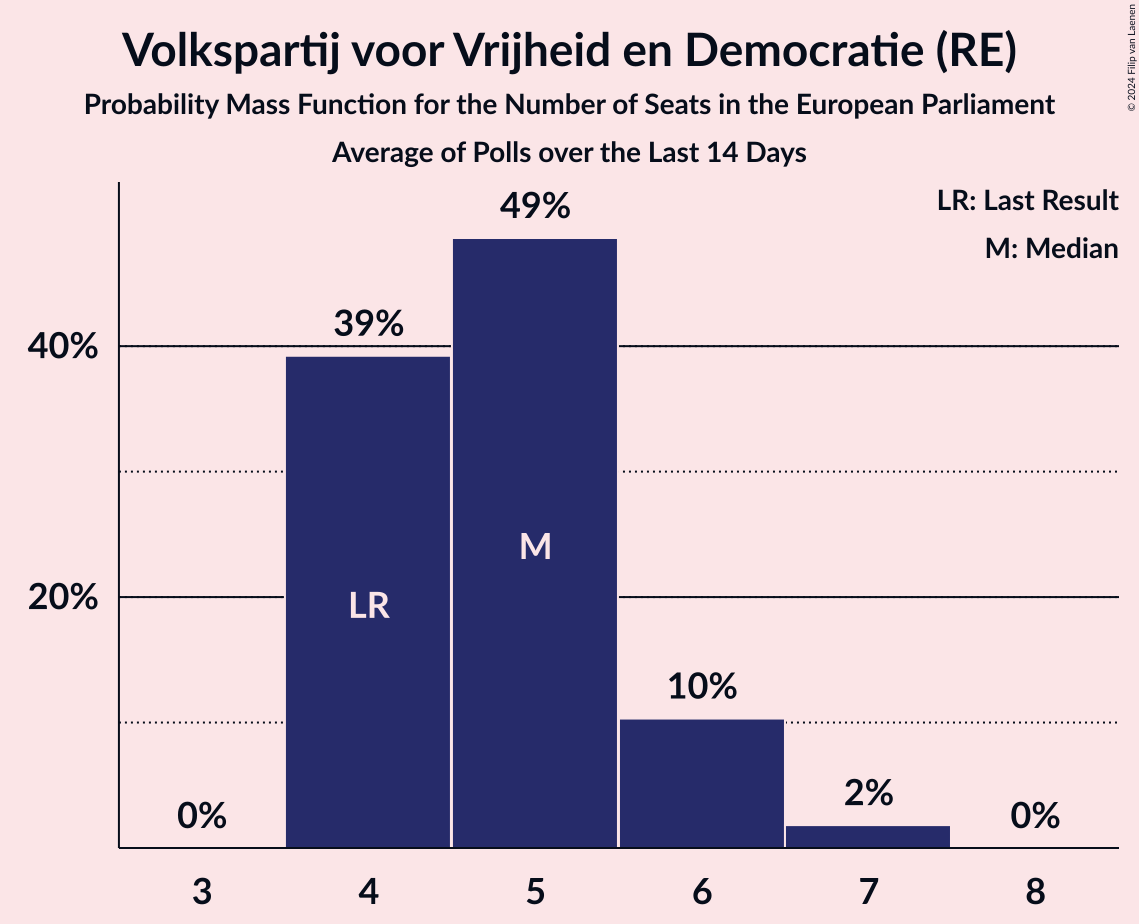 Volkspartij voor Vrijheid en Democratie (RE)
Probability Mass Function for the Number of Seats in the European Parliament
Average of Polls over the Last 14 Days
© 2024 Filip van Laenen
LR: Last Result
M: Median
49%
39%
40%
M
20%
LR
10%
2%
0%
0%
3 4 5 6 7 8